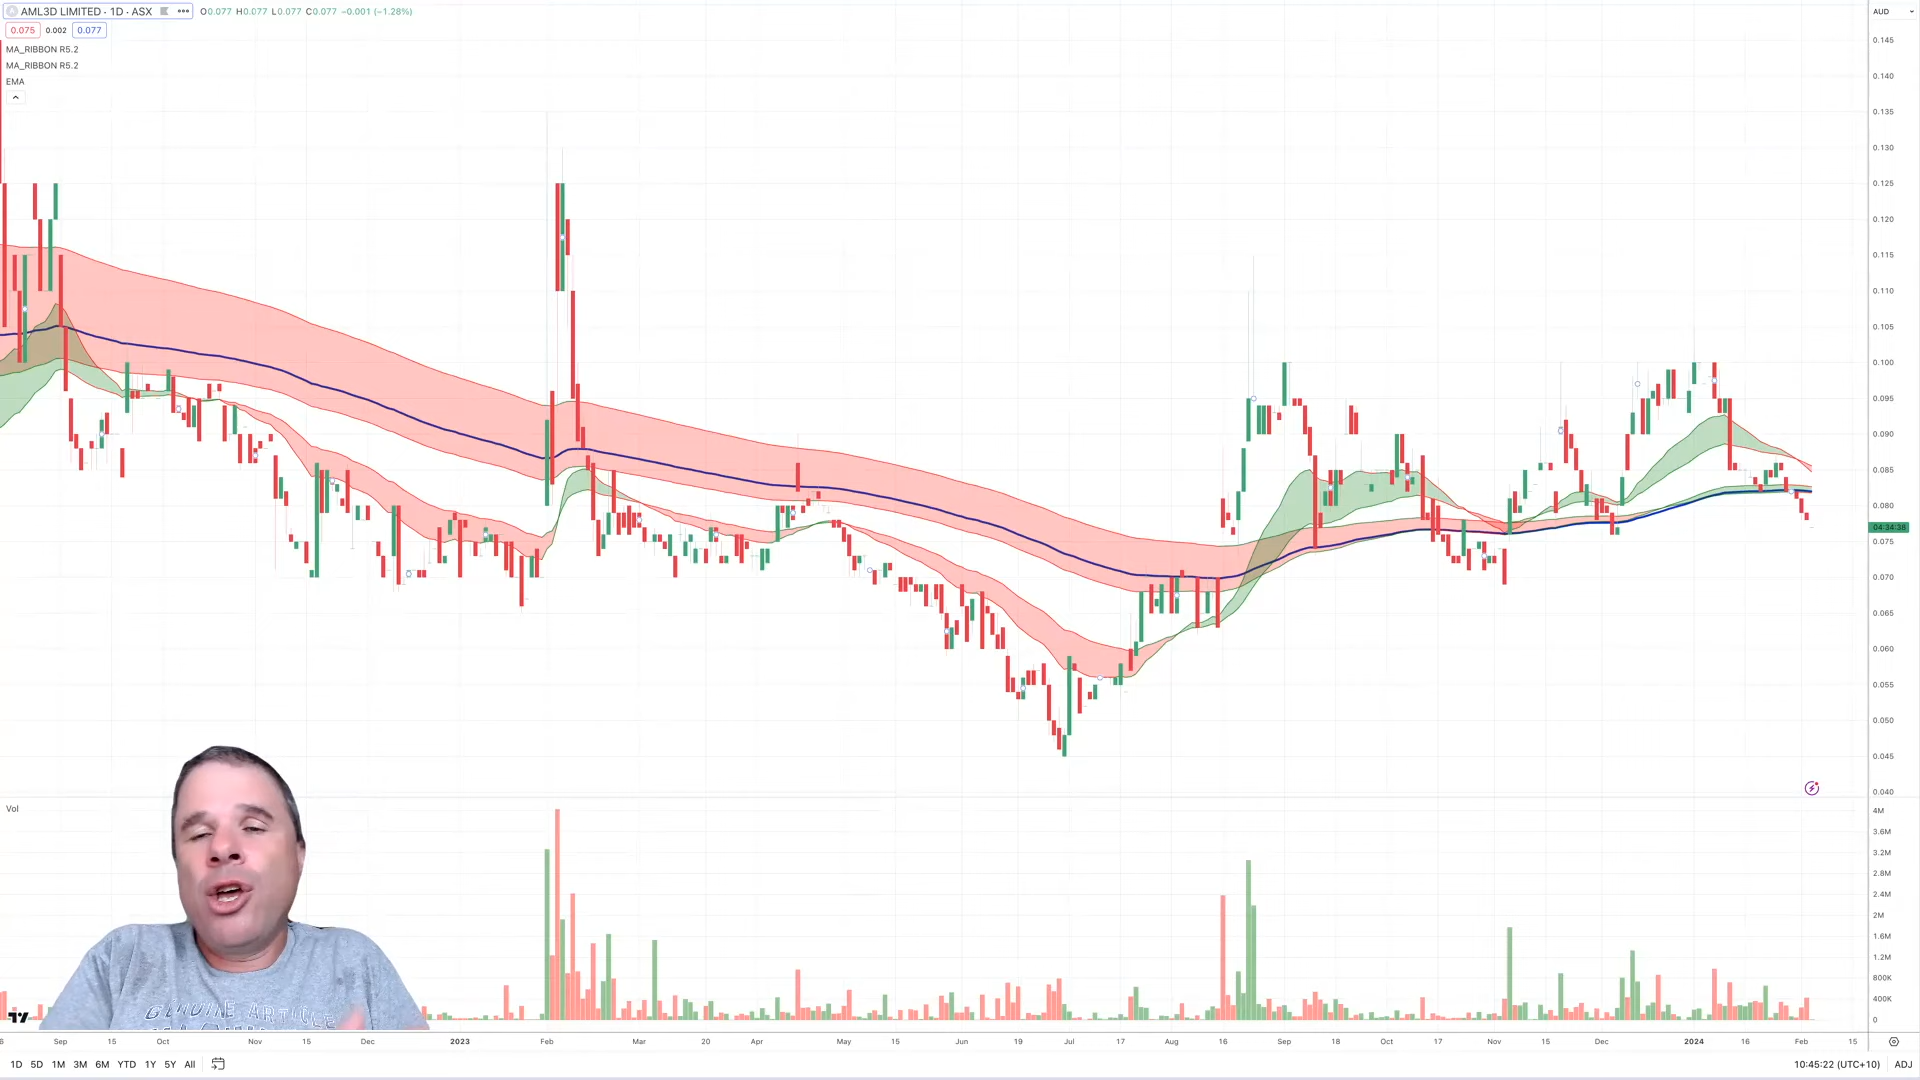 AML3D LIMITED · 1D · ASX O0.077 H0.077 L0.077 C0.077 −0.001 (−1.28%) AUD
0.075 0.002 0.077
MA_RIBBON R5.2
MA_RIBBON R5.2
EMA
0.145
0.140
0.135
0.130
0.125
0.120
0.115
0.110
0.105
0.100
0.095
0.090
0.085
0.080
04:34:38
0.075
0.070
0.065
0.060
0.055
0.050
0.045
0.040
Vol
4M
3.6M
3.2M
2.8M
2.4M
2M
1.6M
1.2M
800K
400K
0
GENUINE ARTICLE
Sep 15 Oct Nov 15 Dec 2023 Feb Mar 20 Apr May 15 Jun 19 Jul 17 Aug 16 Sep 18 Oct 17 Nov 15 Dec 2024 16 Feb 15
1D 5D 1M 3M 6M YTD 1Y 5Y All 10:45:22 (UTC+10) ADJ